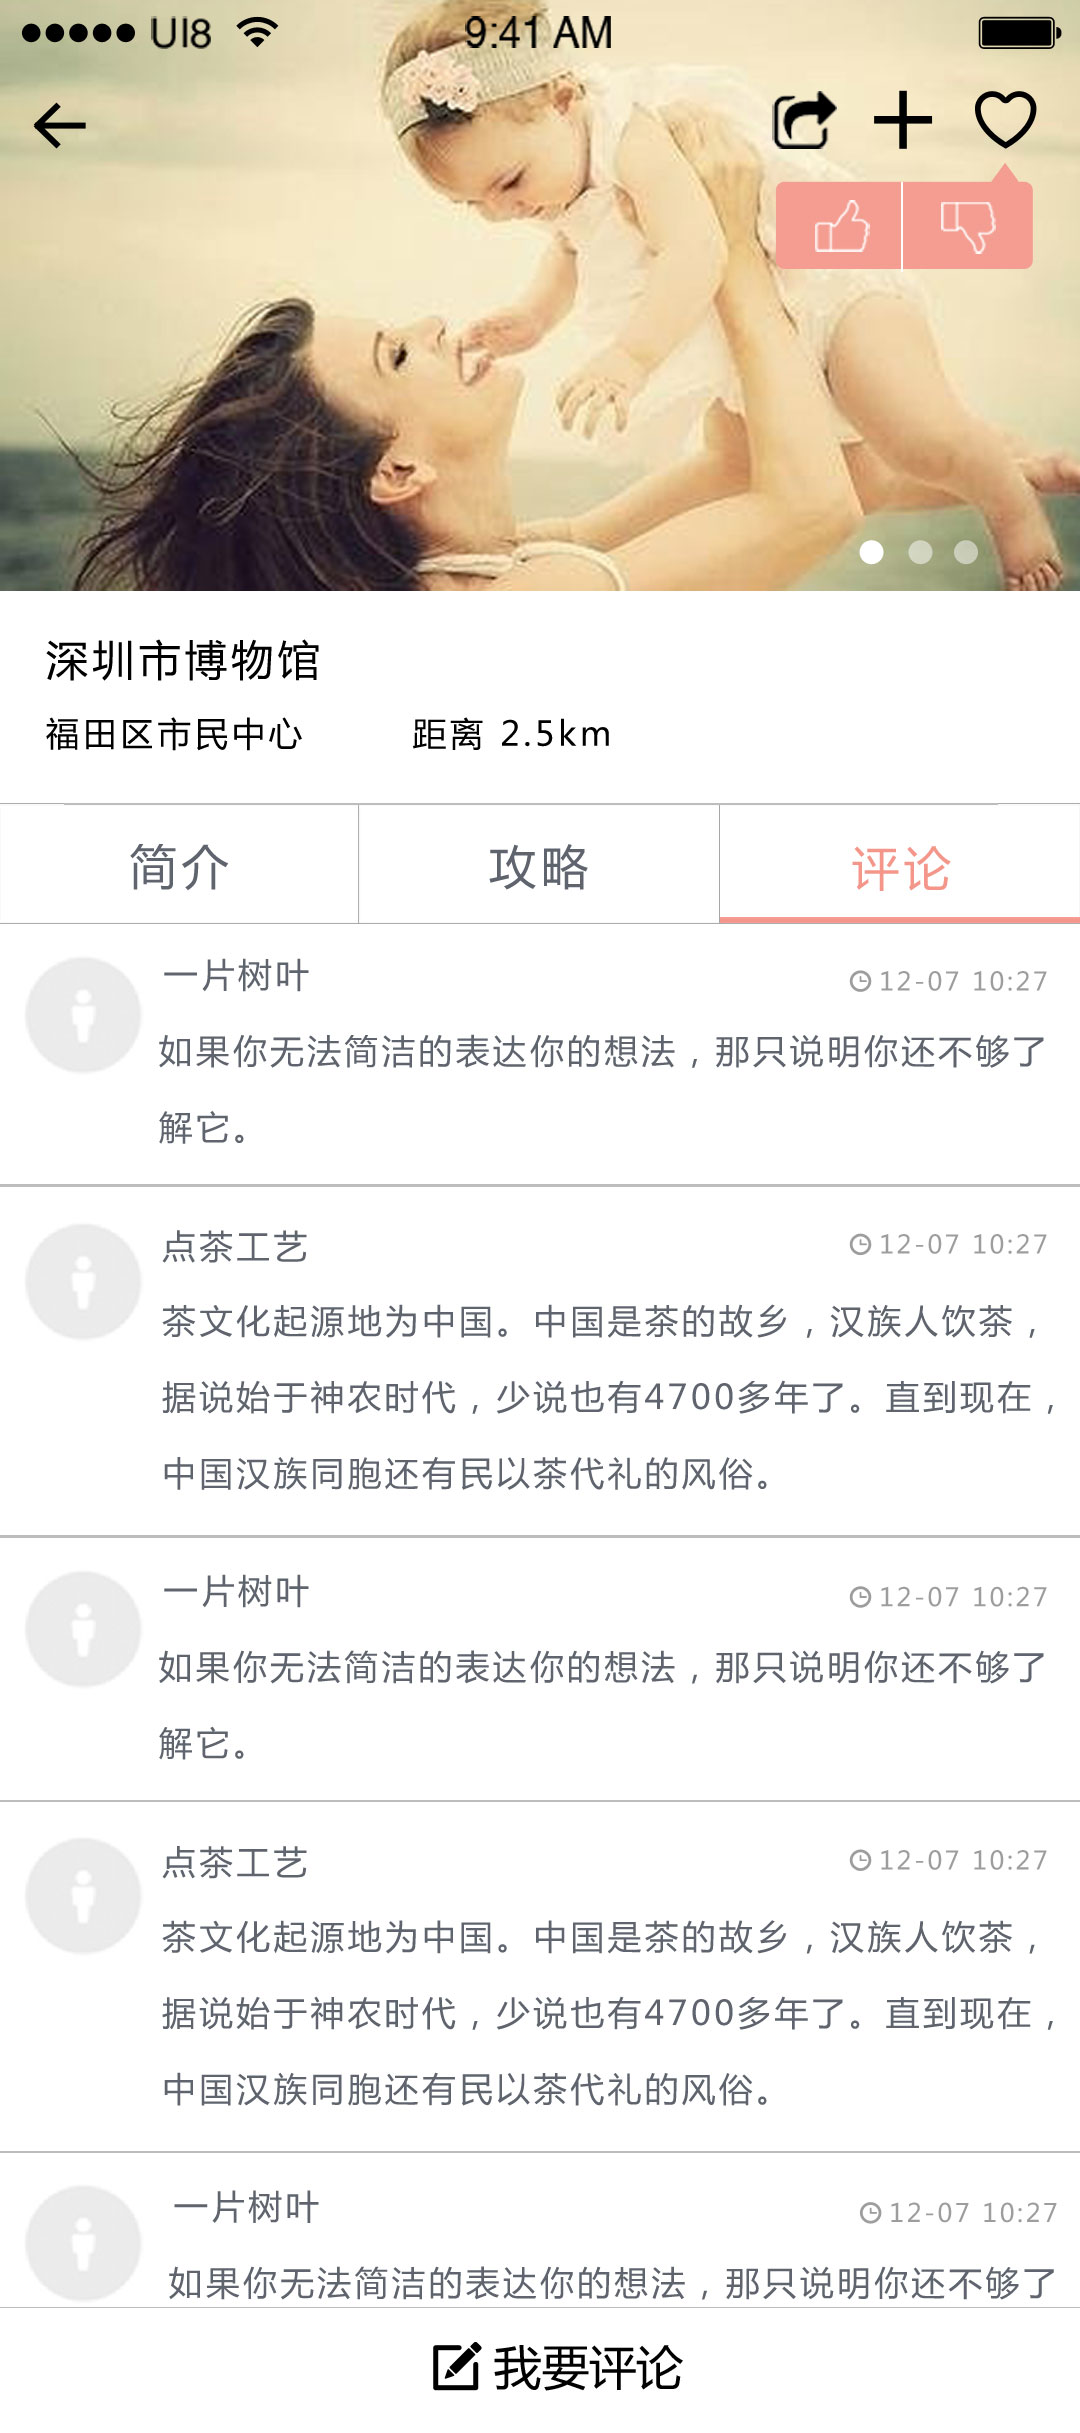 UI8 9:41 AM
深圳市博物馆
福田区市民中心 距离 2.5km
简介 攻略 评论
一片树叶 12-07 10:27
如果你无法简洁的表达你的想法，那只说明你还不够了
解它。
点茶工艺 12-07 10:27
茶文化起源地为中国。中国是茶的故乡，汉族人饮茶，
据说始于神农时代，少说也有4700多年了。直到现在，
中国汉族同胞还有民以茶代礼的风俗。
一片树叶 12-07 10:27
如果你无法简洁的表达你的想法，那只说明你还不够了
解它。
点茶工艺 12-07 10:27
茶文化起源地为中国。中国是茶的故乡，汉族人饮茶，
据说始于神农时代，少说也有4700多年了。直到现在，
中国汉族同胞还有民以茶代礼的风俗。
一片树叶 12-07 10:27
如果你无法简洁的表达你的想法，那只说明你还不够了
我要评论